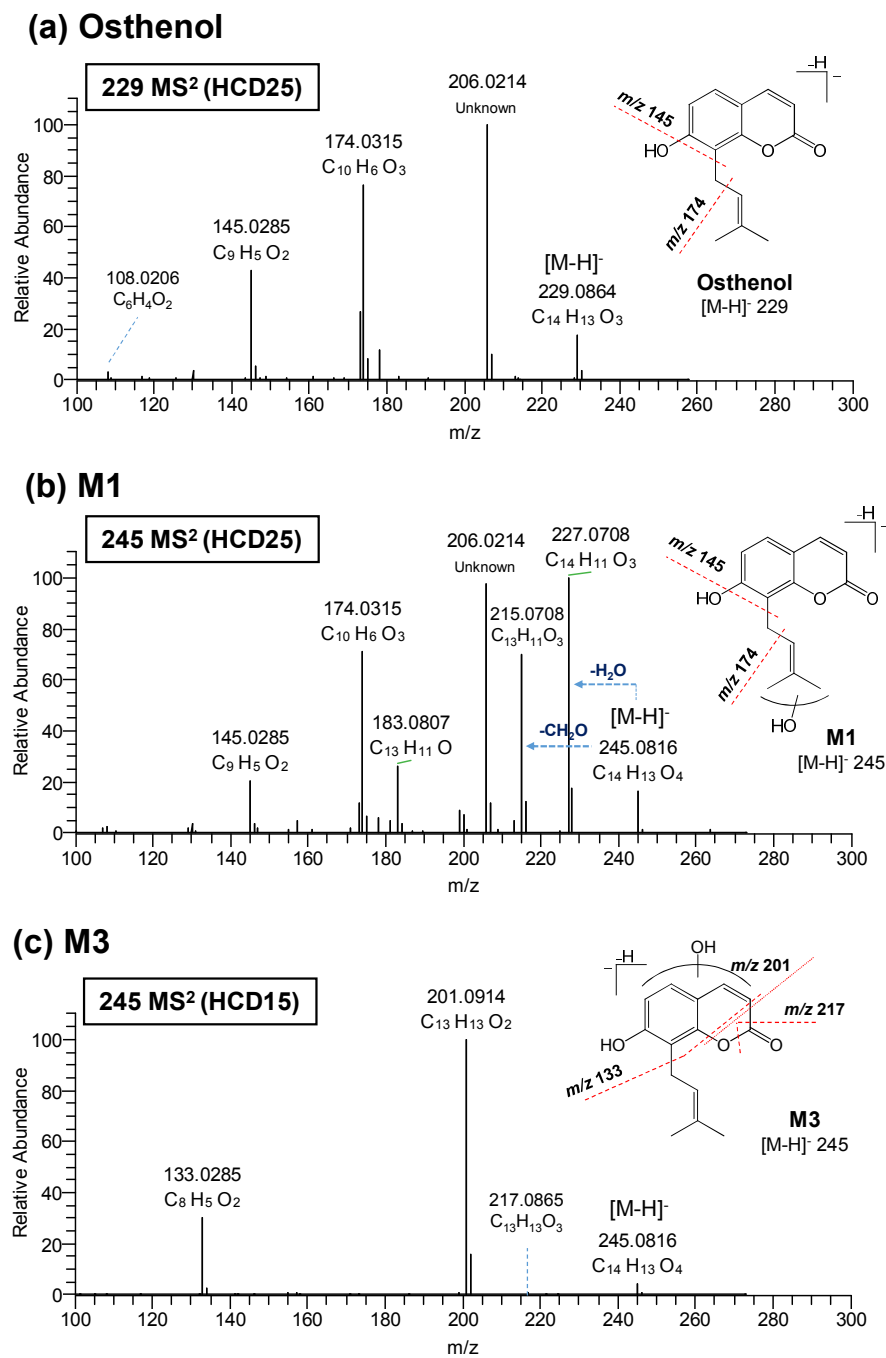 (a) Osthenol
229 MS² (HCD25)
206.0214
Unknown
174.0315
C₁₀ H₆ O₃
145.0285
C₉ H₅ O₂
108.0206
C₆H₄O₂
[M-H]⁻
229.0864
C₁₄ H₁₃ O₃
–H
–
m/z 145
HO
O
O
m/z 174
Osthenol
[M-H]⁻ 229
Relative Abundance
100
80
60
40
20
0
100 120 140 160 180 200 220 240 260 280 300
m/z
(b) M1
245 MS² (HCD25)
206.0214
Unknown
227.0708
C₁₄ H₁₁ O₃
174.0315
C₁₀ H₆ O₃
215.0708
C₁₃H₁₁O₃
-H₂O
183.0807
C₁₃ H₁₁ O
-CH₂O
[M-H]⁻
245.0816
C₁₄ H₁₃ O₄
145.0285
C₉ H₅ O₂
–H
–
m/z 145
HO
O
O
m/z 174
HO
M1
[M-H]⁻ 245
Relative Abundance
100
80
60
40
20
0
100 120 140 160 180 200 220 240 260 280 300
m/z
(c) M3
245 MS² (HCD15)
201.0914
C₁₃ H₁₃ O₂
133.0285
C₈ H₅ O₂
217.0865
C₁₃H₁₃O₃
[M-H]⁻
245.0816
C₁₄ H₁₃ O₄
–
–H
OH
m/z 201
m/z 217
HO
O
O
m/z 133
M3
[M-H]⁻ 245
Relative Abundance
100
80
60
40
20
0
100 120 140 160 180 200 220 240 260 280 300
m/z